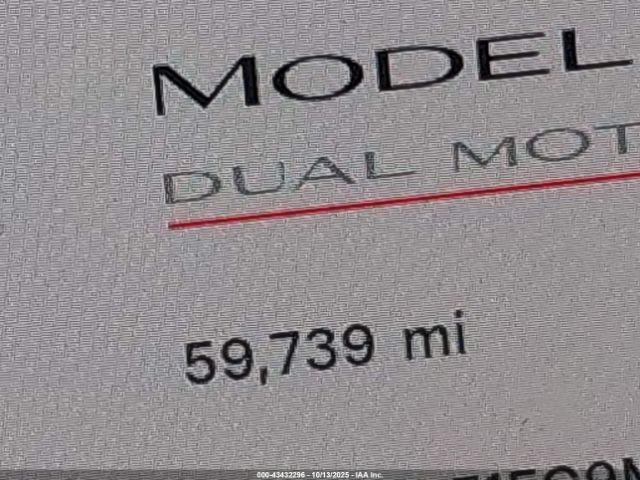 MODEL
DUAL MOT
59,739 mi
000-43432296 - 10/13/2025 - IAA Inc.